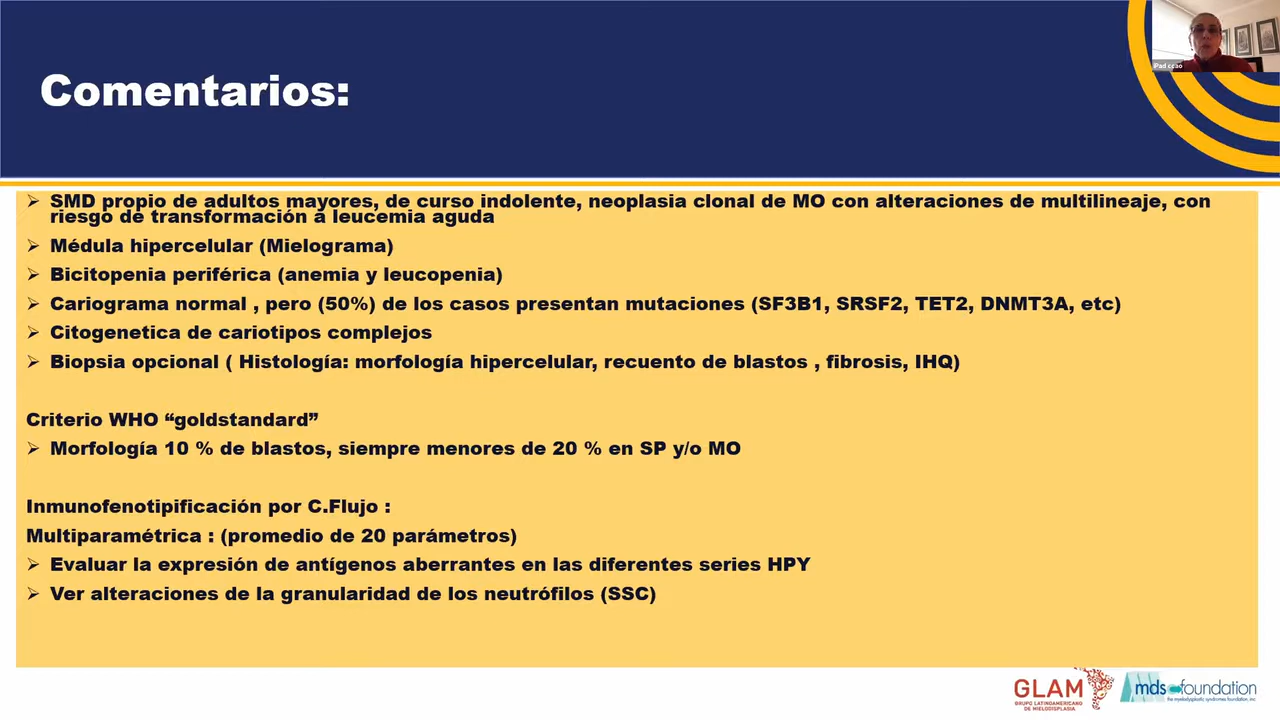 Comentarios:
SMD propio de adultos mayores, de curso indolente, neoplasia clonal de MO con alteraciones de multilineaje, con
riesgo de transformación a leucemia aguda
Médula hipercelular (Mielograma)
Bicitopenia periférica (anemia y leucopenia)
Cariograma normal , pero (50%) de los casos presentan mutaciones (SF3B1, SRSF2, TET2, DNMT3A, etc)
Citogenetica de cariotipos complejos
Biopsia opcional ( Histología: morfología hipercelular, recuento de blastos , fibrosis, IHQ)
Criterio WHO “goldstandard”
Morfología 10 % de blastos, siempre menores de 20 % en SP y/o MO
Inmunofenotipificación por C.Flujo :
Multiparamétrica : (promedio de 20 parámetros)
Evaluar la expresión de antígenos aberrantes en las diferentes series HPY
Ver alteraciones de la granularidad de los neutrófilos (SSC)
GLAM
GRUPO LATINOAMERICANO
DE MIELODISPLASIA
mds foundation
the myelodysplastic syndromes foundation, inc.